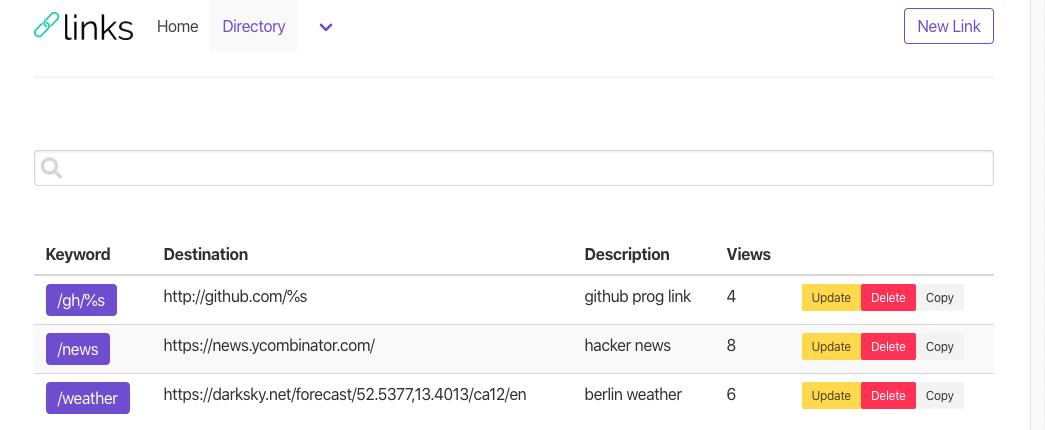 links Home Directory New Link
Keyword Destination Description Views
/gh/%s http://github.com/%s github prog link 4 Update Delete Copy
/news https://news.ycombinator.com/ hacker news 8 Update Delete Copy
/weather https://darksky.net/forecast/52.5377,13.4013/ca12/en berlin weather 6 Update Delete Copy